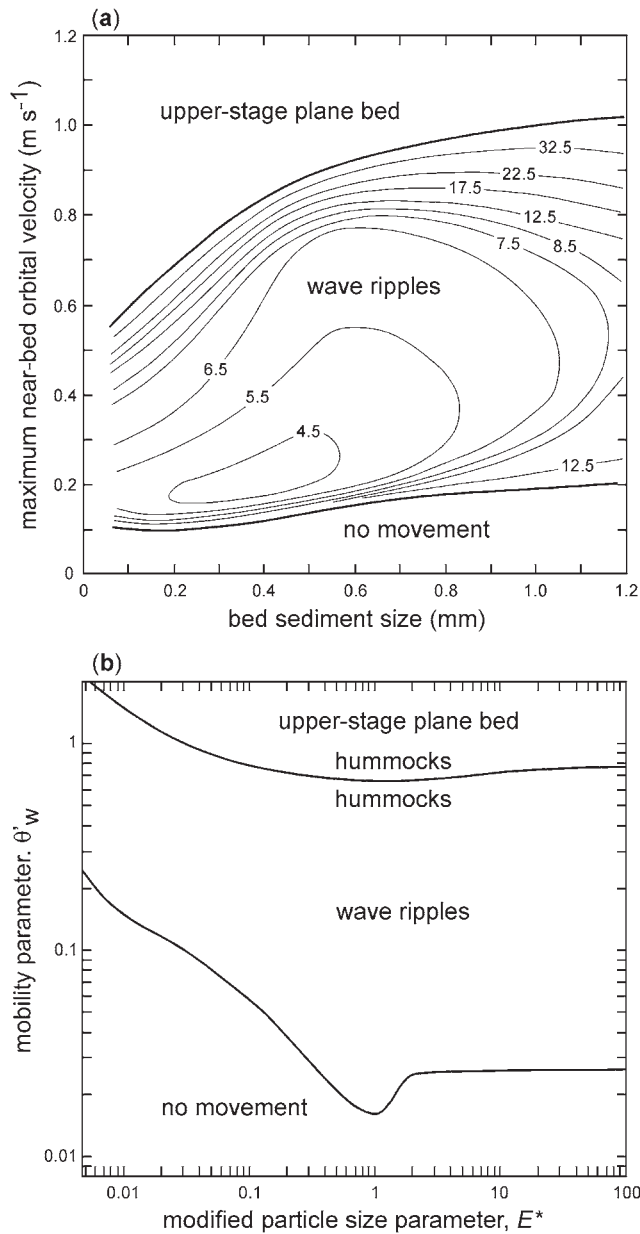 (a)
1.2
upper-stage plane bed
1.0
32.5
22.5
17.5
0.8
12.5
8.5
7.5
wave ripples
0.6
6.5
5.5
0.4
4.5
0.2
12.5
no movement
0
0 0.2 0.4 0.6 0.8 1.0 1.2
maximum near-bed orbital velocity (m s⁻¹)
bed sediment size (mm)
(b)
upper-stage plane bed
1
hummocks
hummocks
wave ripples
0.1
no movement
0.01
0.01 0.1 1 10 100
mobility parameter. θ'w
modified particle size parameter, E*